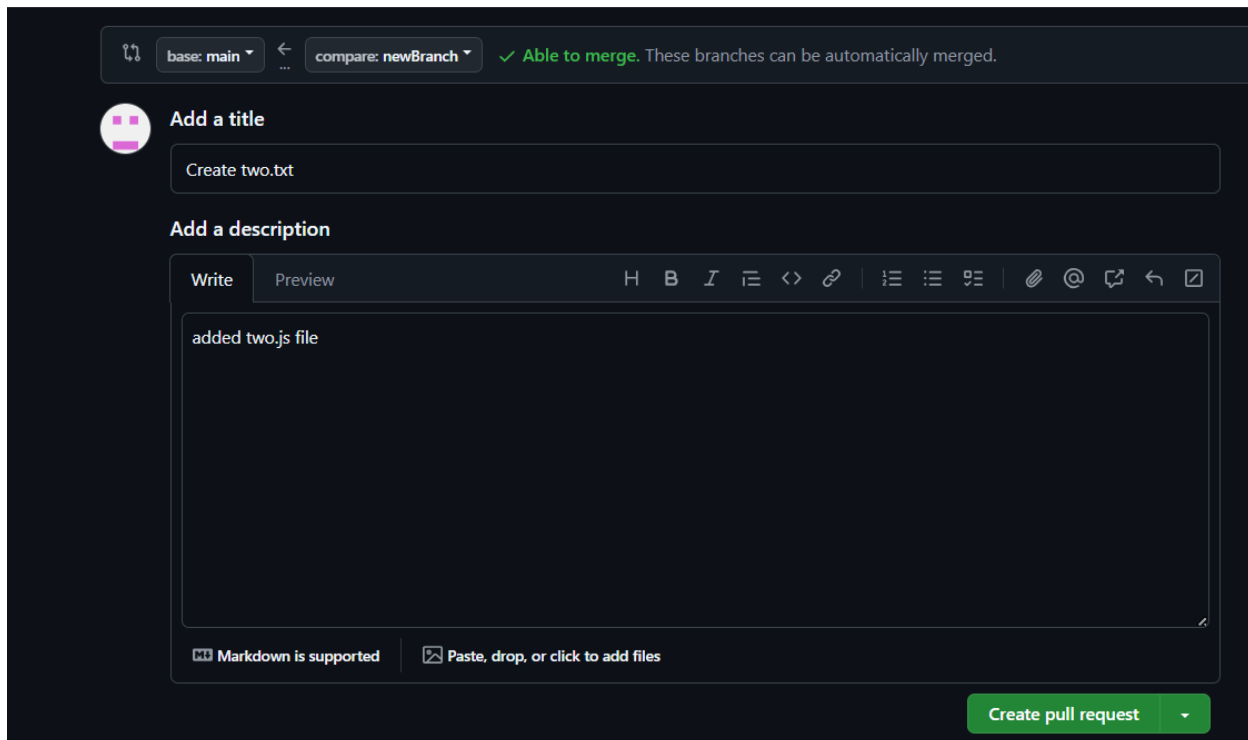 base: main ← compare: newBranch ✓ Able to merge. These branches can be automatically merged.
...
Add a title
Create two.txt
Add a description
Write Preview
added two.js file
Markdown is supported Paste, drop, or click to add files
Create pull request